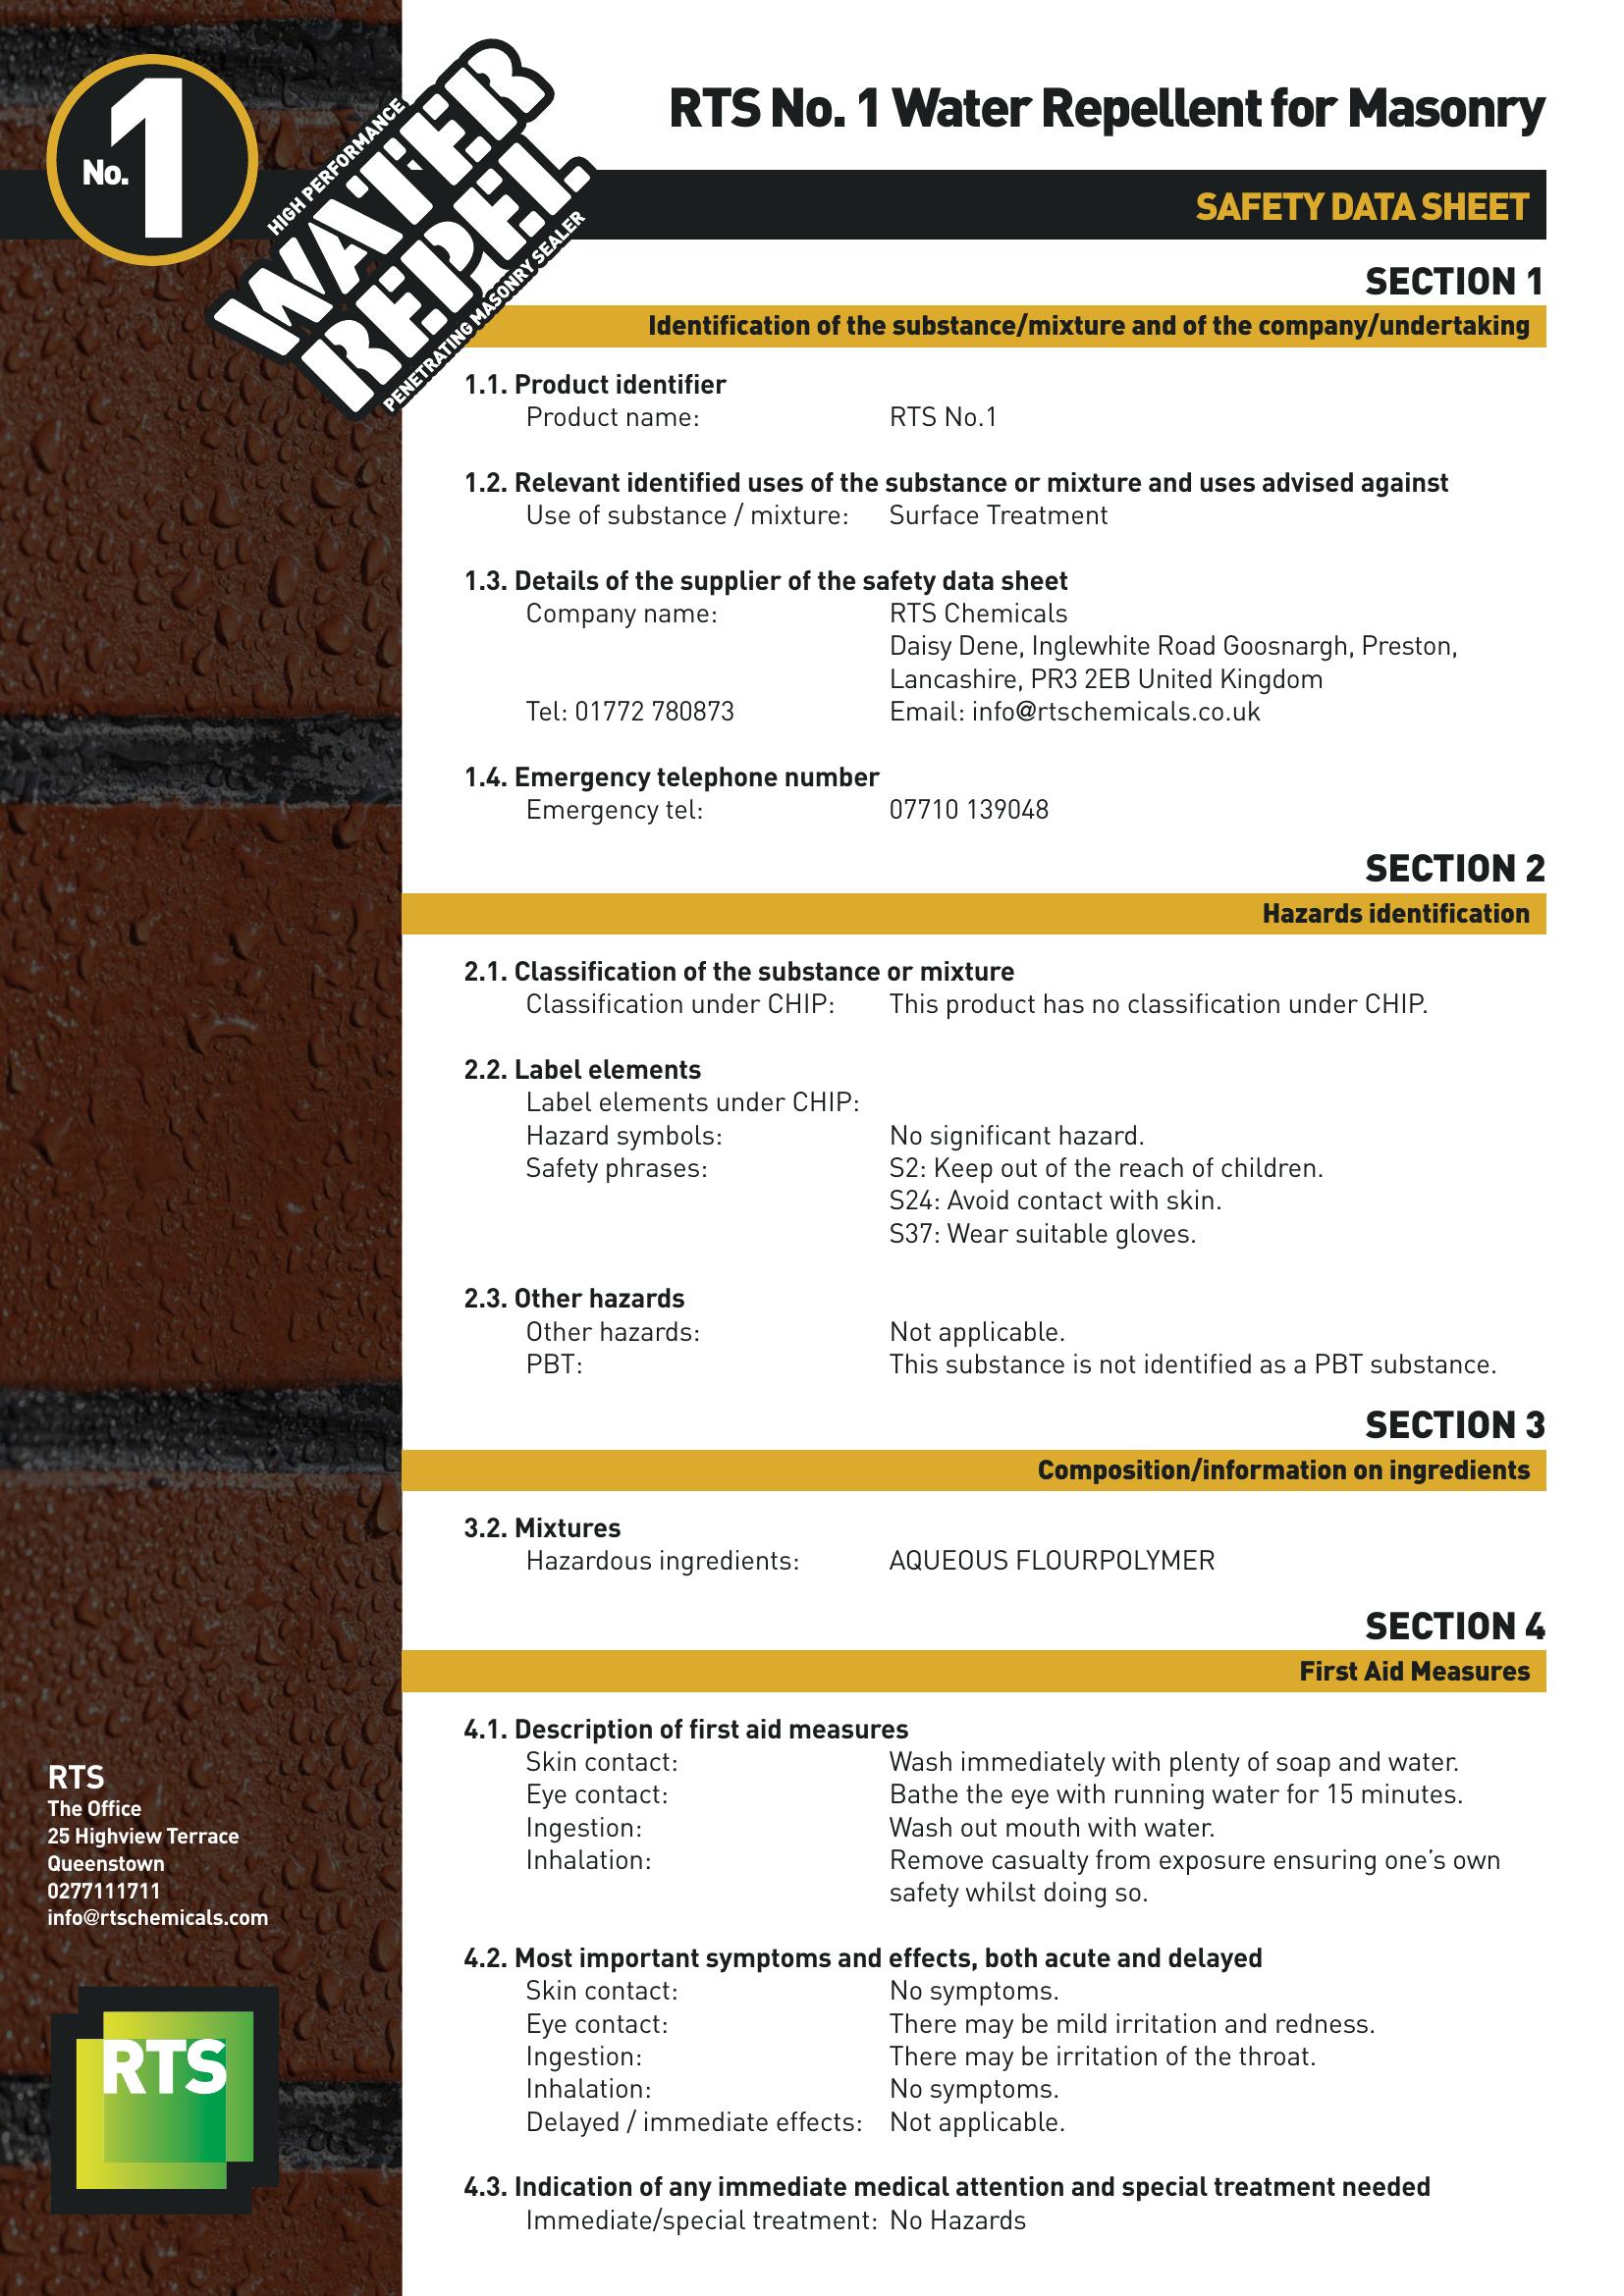 No. 1
HIGH PERFORMANCE
WATER
REPEL
PENETRATING MASONRY SEALER
RTS No. 1 Water Repellent for Masonry
SAFETY DATA SHEET
SECTION 1
Identification of the substance/mixture and of the company/undertaking
1.1. Product identifier
Product name: RTS No.1
1.2. Relevant identified uses of the substance or mixture and uses advised against
Use of substance / mixture: Surface Treatment
1.3. Details of the supplier of the safety data sheet
Company name: RTS Chemicals
Daisy Dene, Inglewhite Road Goosnargh, Preston,
Lancashire, PR3 2EB United Kingdom
Tel: 01772 780873 Email: info@rtschemicals.co.uk
1.4. Emergency telephone number
Emergency tel: 07710 139048
SECTION 2
Hazards identification
2.1. Classification of the substance or mixture
Classification under CHIP: This product has no classification under CHIP.
2.2. Label elements
Label elements under CHIP:
Hazard symbols: No significant hazard.
Safety phrases: S2: Keep out of the reach of children.
S24: Avoid contact with skin.
S37: Wear suitable gloves.
2.3. Other hazards
Other hazards: Not applicable.
PBT: This substance is not identified as a PBT substance.
SECTION 3
Composition/information on ingredients
3.2. Mixtures
Hazardous ingredients: AQUEOUS FLOURPOLYMER
SECTION 4
First Aid Measures
4.1. Description of first aid measures
Skin contact: Wash immediately with plenty of soap and water.
Eye contact: Bathe the eye with running water for 15 minutes.
Ingestion: Wash out mouth with water.
Inhalation: Remove casualty from exposure ensuring one's own
safety whilst doing so.
4.2. Most important symptoms and effects, both acute and delayed
Skin contact: No symptoms.
Eye contact: There may be mild irritation and redness.
Ingestion: There may be irritation of the throat.
Inhalation: No symptoms.
Delayed / immediate effects: Not applicable.
4.3. Indication of any immediate medical attention and special treatment needed
Immediate/special treatment: No Hazards
RTS
The Office
25 Highview Terrace
Queenstown
0277111711
info@rtschemicals.com
RTS